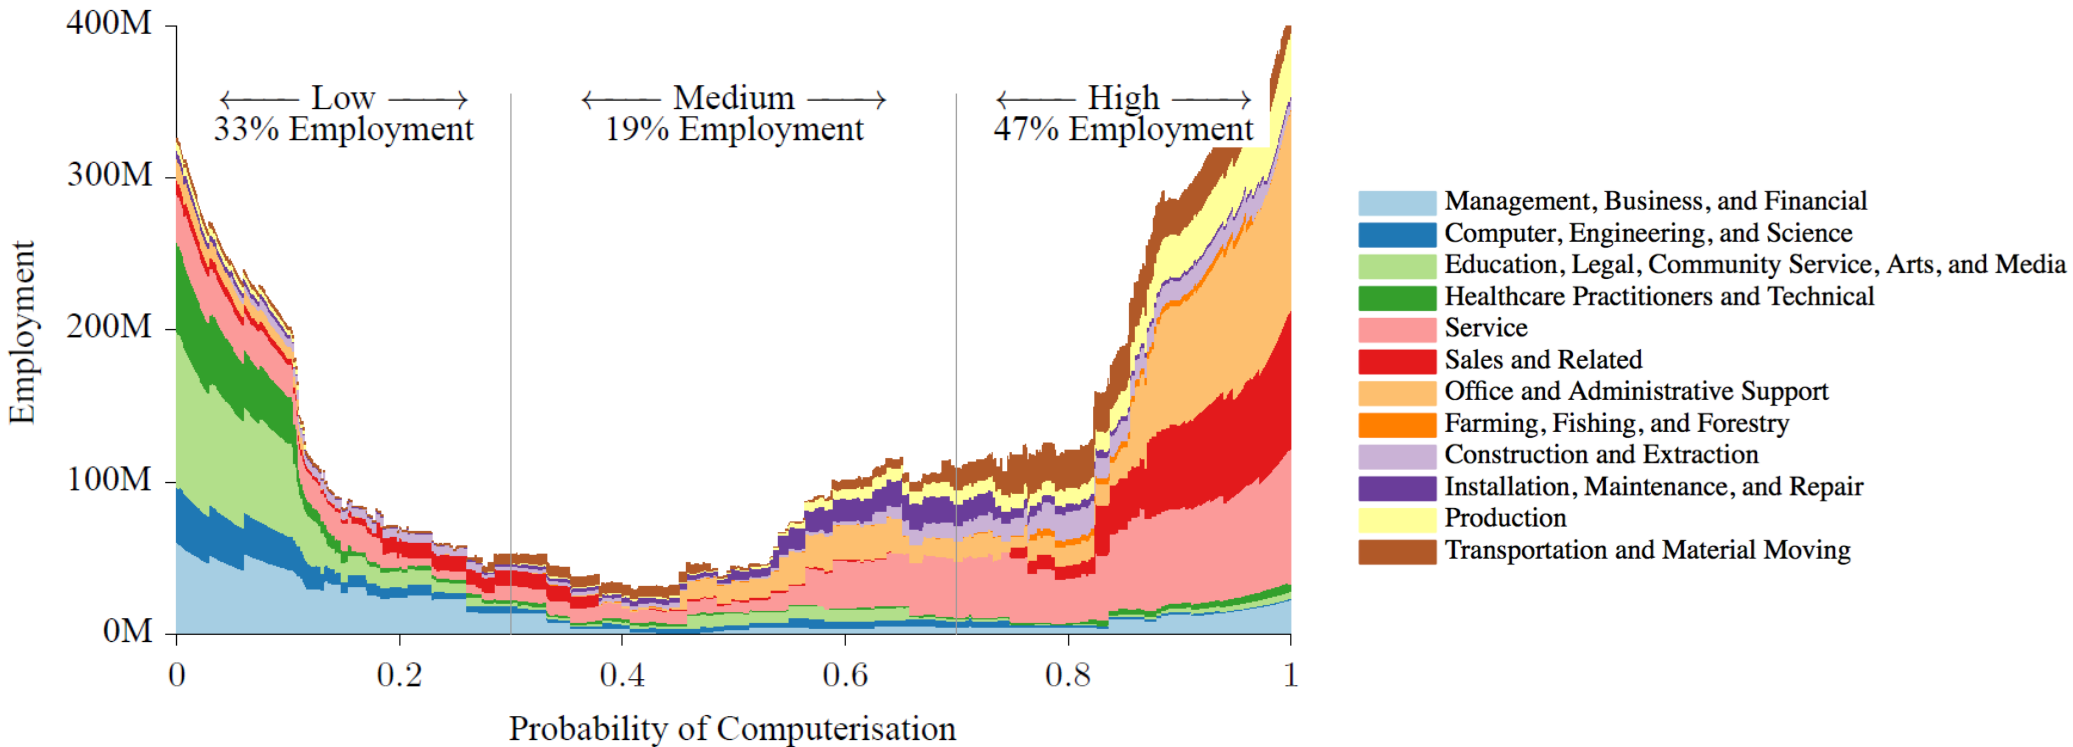 400M
300M
200M
100M
0M
Employment
Low
33% Employment
Medium
19% Employment
High
47% Employment
0
0.2
0.4
0.6
0.8
1
Probability of Computerisation
Management, Business, and Financial
Computer, Engineering, and Science
Education, Legal, Community Service, Arts, and Media
Healthcare Practitioners and Technical
Service
Sales and Related
Office and Administrative Support
Farming, Fishing, and Forestry
Construction and Extraction
Installation, Maintenance, and Repair
Production
Transportation and Material Moving